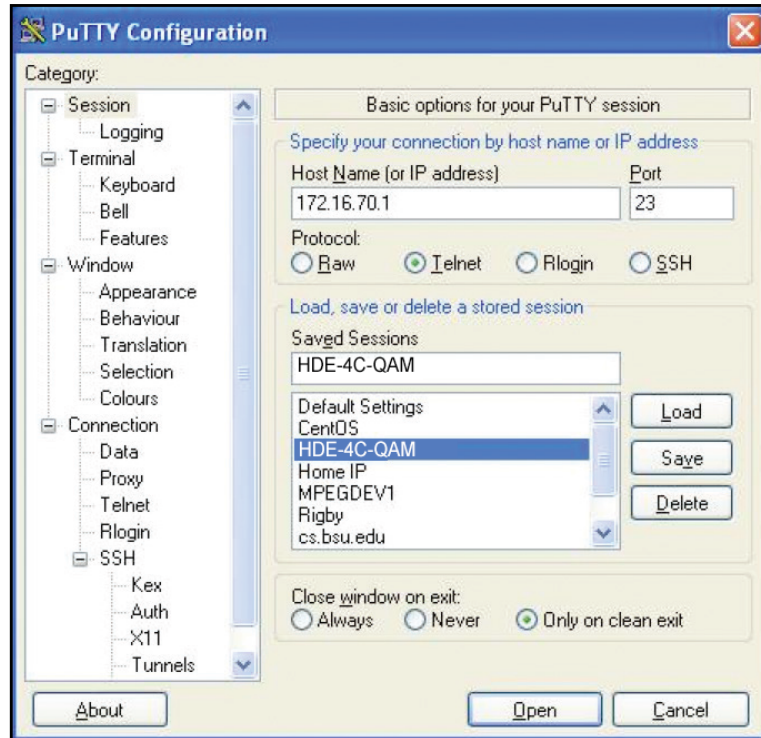 PuTTY Configuration
Category:
Session
Logging
Terminal
Keyboard
Bell
Features
Window
Appearance
Behaviour
Translation
Selection
Colours
Connection
Data
Proxy
Telnet
Rlogin
SSH
Kex
Auth
X11
Tunnels
Basic options for your PuTTY session
Specify your connection by host name or IP address
Host Name (or IP address) Port
172.16.70.1 23
Protocol:
Raw Telnet Rlogin SSH
Load, save or delete a stored session
Saved Sessions
HDE-4C-QAM
Default Settings
CentOS
HDE-4C-QAM
Home IP
MPEGDEV1
Rigby
cs.bsu.edu
Load
Save
Delete
Close window on exit:
Always Never Only on clean exit
About Open Cancel